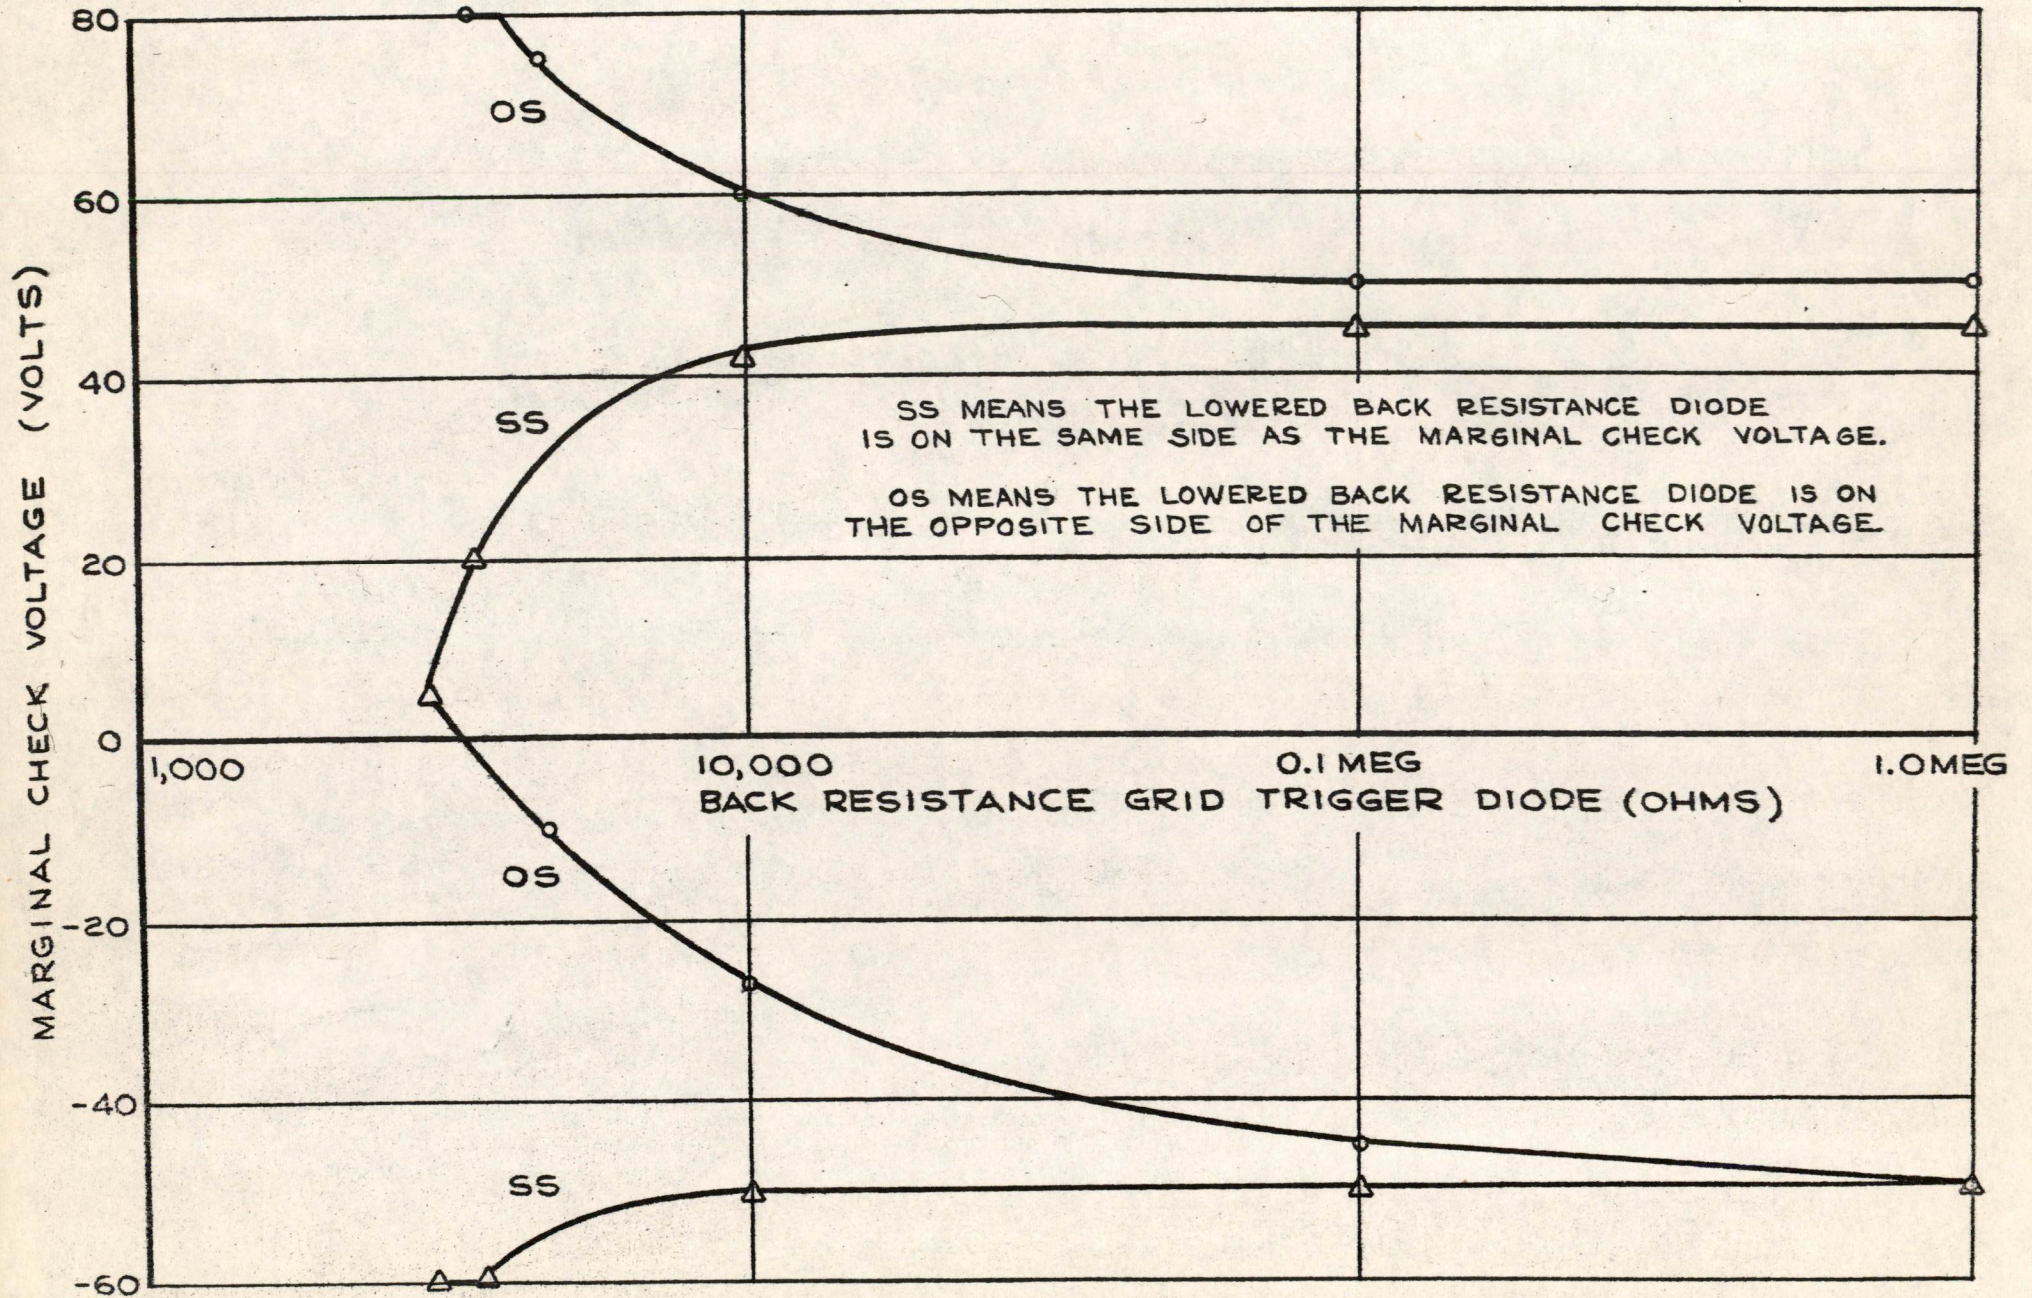 80
OS
60
MARGINAL CHECK VOLTAGE (VOLTS)
40
SS
SS MEANS THE LOWERED BACK RESISTANCE DIODE
IS ON THE SAME SIDE AS THE MARGINAL CHECK VOLTAGE.
OS MEANS THE LOWERED BACK RESISTANCE DIODE IS ON
THE OPPOSITE SIDE OF THE MARGINAL CHECK VOLTAGE.
20
0
1,000 10,000 0.1 MEG 1.0 MEG
BACK RESISTANCE GRID TRIGGER DIODE (OHMS)
OS
-20
-40
SS
-60